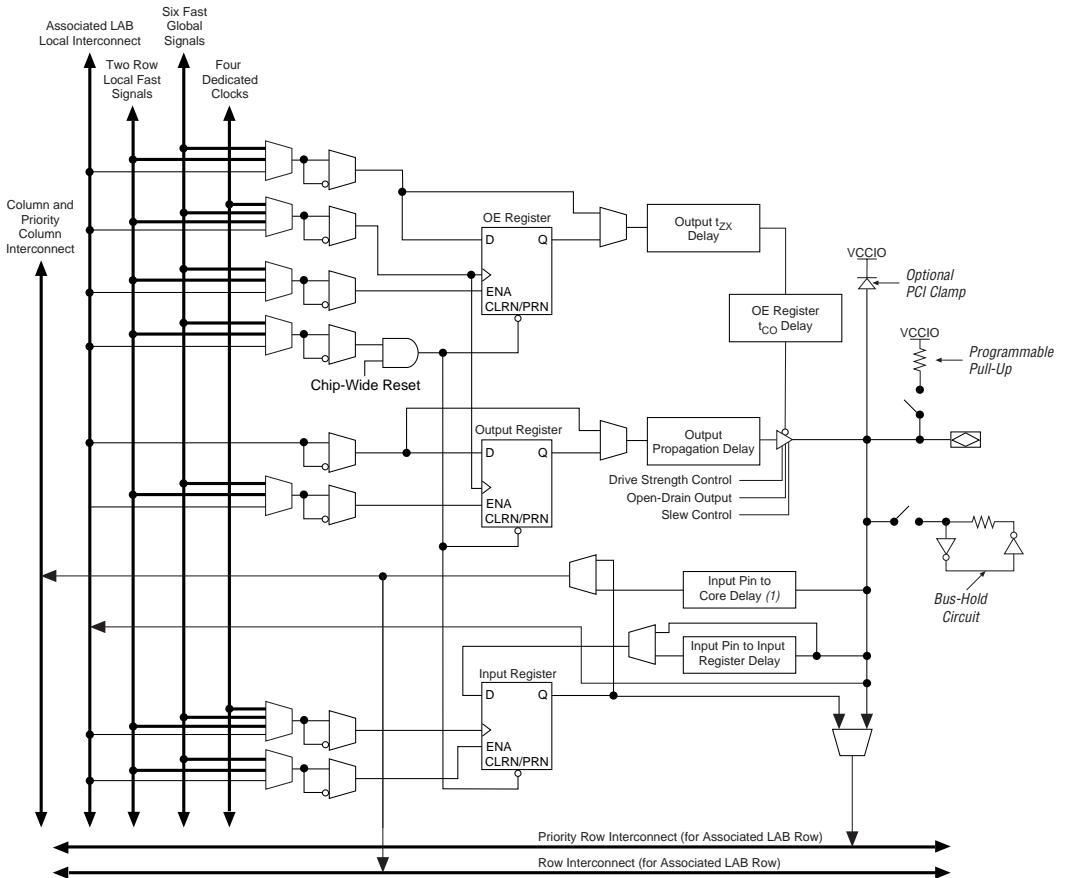 Six Fast
Global
Signals
Associated LAB
Local Interconnect
Two Row
Local Fast
Signals
Four
Dedicated
Clocks
Column and
Priority
Column
Interconnect
OE Register
D
Q
ENA
CLRN/PRN
Output tZX
Delay
OE Register
tCO Delay
VCCIO
Optional
PCI Clamp
VCCIO
Programmable
Pull-Up
Chip-Wide Reset
Output Register
D
Q
ENA
CLRN/PRN
Output
Propagation Delay
Drive Strength Control
Open-Drain Output
Slew Control
Input Pin to
Core Delay (1)
Bus-Hold
Circuit
Input Pin to Input
Register Delay
Input Register
D
Q
ENA
CLRN/PRN
Priority Row Interconnect (for Associated LAB Row)
Row Interconnect (for Associated LAB Row)